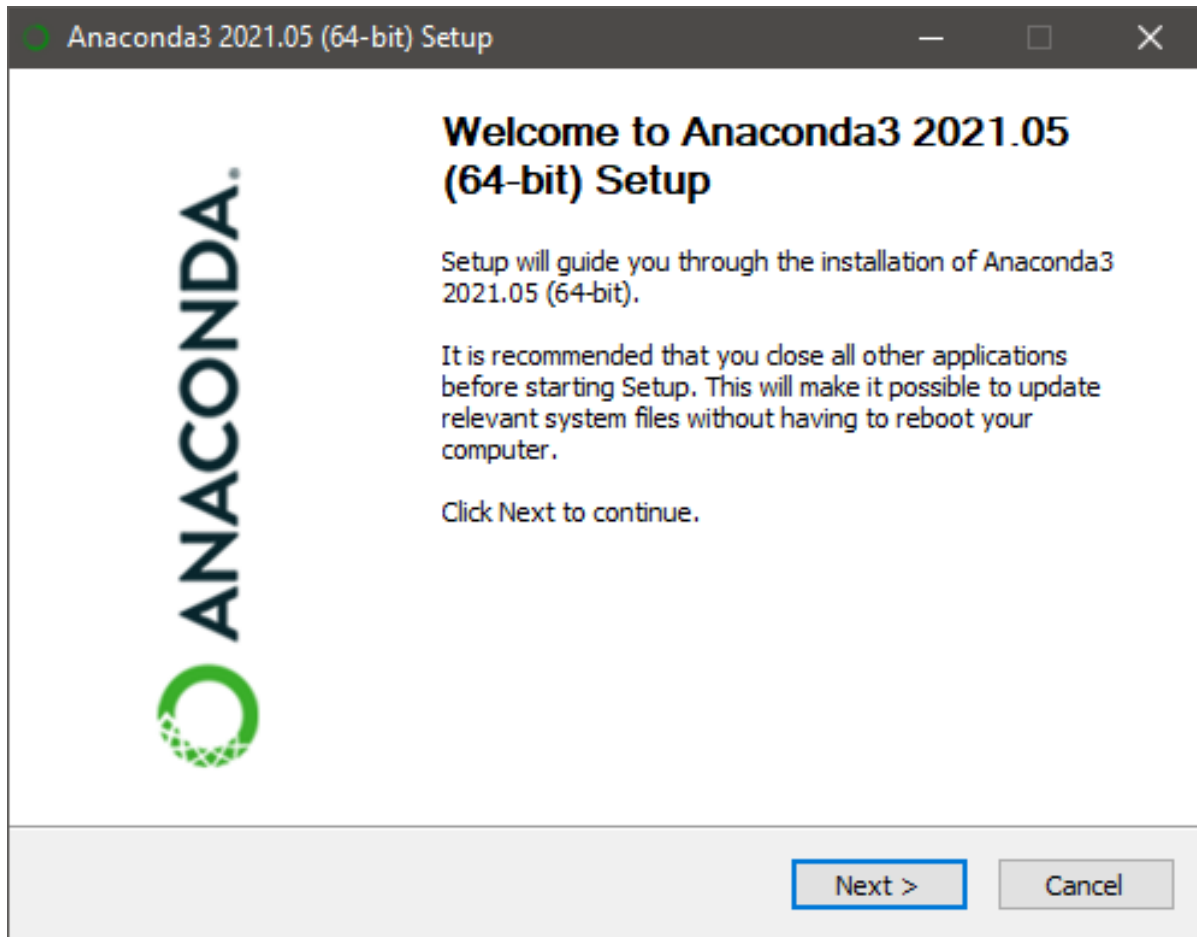 Anaconda3 2021.05 (64-bit) Setup
Welcome to Anaconda3 2021.05
(64-bit) Setup
Setup will guide you through the installation of Anaconda3
2021.05 (64-bit).
It is recommended that you close all other applications
before starting Setup. This will make it possible to update
relevant system files without having to reboot your
computer.
Click Next to continue.
ANACONDA.
Next >
Cancel